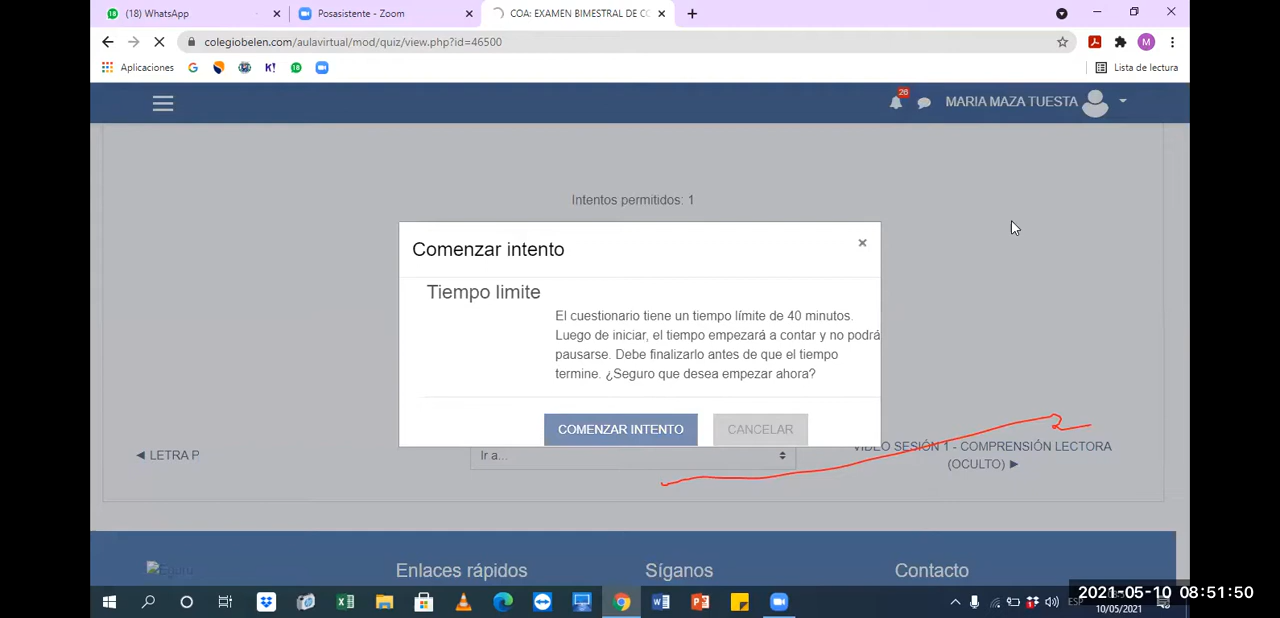 (18) WhatsApp
Posasistente - Zoom
COA: EXAMEN BIMESTRAL DE CO
colegiobelen.com/aulavirtual/mod/quiz/view.php?id=46500
M
Aplicaciones
G
K!
Lista de lectura
26
MARIA MAZA TUESTA
Intentos permitidos: 1
Comenzar intento
×
Tiempo limite
El cuestionario tiene un tiempo límite de 40 minutos.
Luego de iniciar, el tiempo empezará a contar y no podrá
pausarse. Debe finalizarlo antes de que el tiempo
termine. ¿Seguro que desea empezar ahora?
COMENZAR INTENTO
CANCELAR
◄ LETRA P
Ir a...
VIDEO SESIÓN 1 - COMPRENSIÓN LECTORA
(OCULTO) ►
Enlaces rápidos
Síganos
Contacto
ESP
10/05/2021
2021-05-10 08:51:50